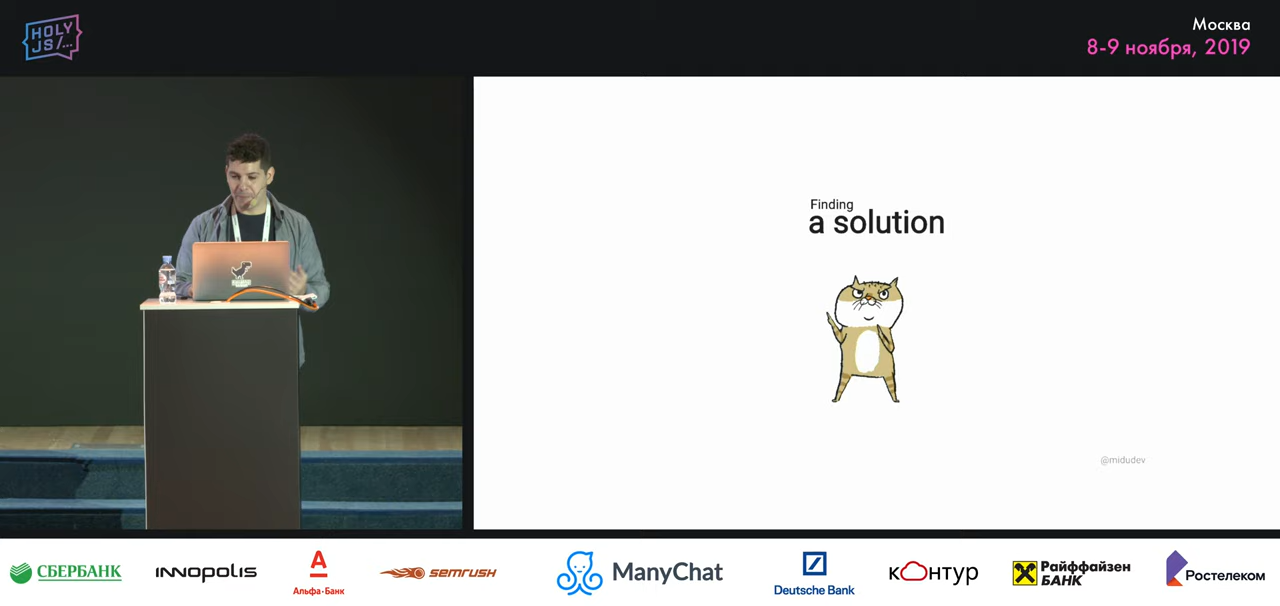 HOLY
JS/...
Москва
8-9 ноября, 2019
Finding
a solution
@midudev
СБЕРБАНК
INNOPOLIS
А
Альфа·Банк
semrush
ManyChat
Deutsche Bank
кОнтур
Райффайзен
БАНК
Ростелеком